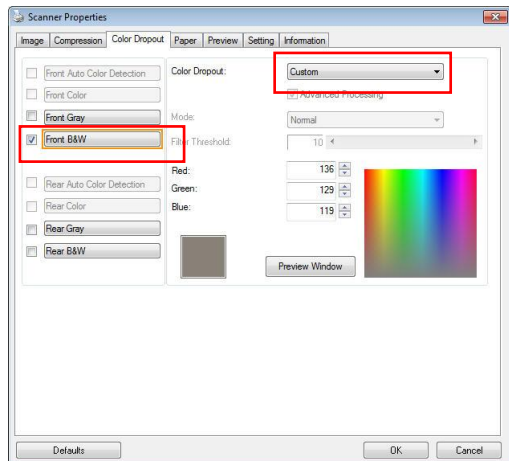 Scanner Properties
Image Compression Color Dropout Paper Preview Setting Information
Front Auto Color Detection
Front Color
Front Gray
Front B&W
Rear Auto Color Detection
Rear Color
Rear Gray
Rear B&W
Color Dropout: Custom
Advanced Processing
Mode: Normal
Filter Threshold: 10
Red: 136
Green: 129
Blue: 119
Preview Window
Defaults OK Cancel